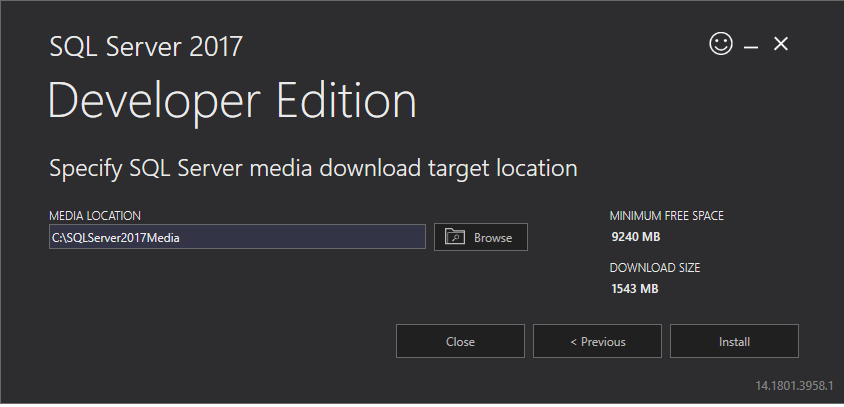 SQL Server 2017
Developer Edition
Specify SQL Server media download target location
MEDIA LOCATION
C:\SQLServer2017Media
Browse
MINIMUM FREE SPACE
9240 MB
DOWNLOAD SIZE
1543 MB
Close
< Previous
Install
14.1801.3958.1